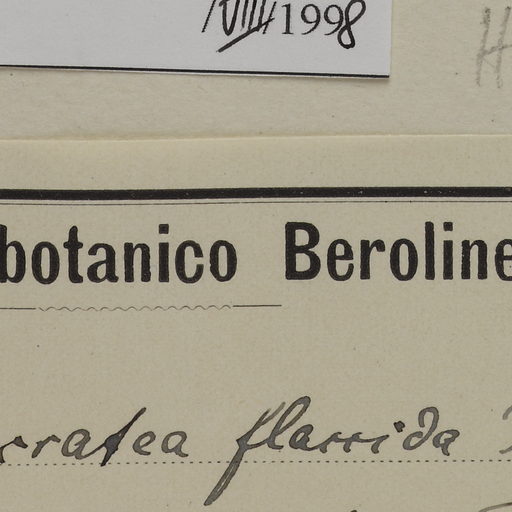 /VIII/1998
botanico Beroline
rratea flaccida